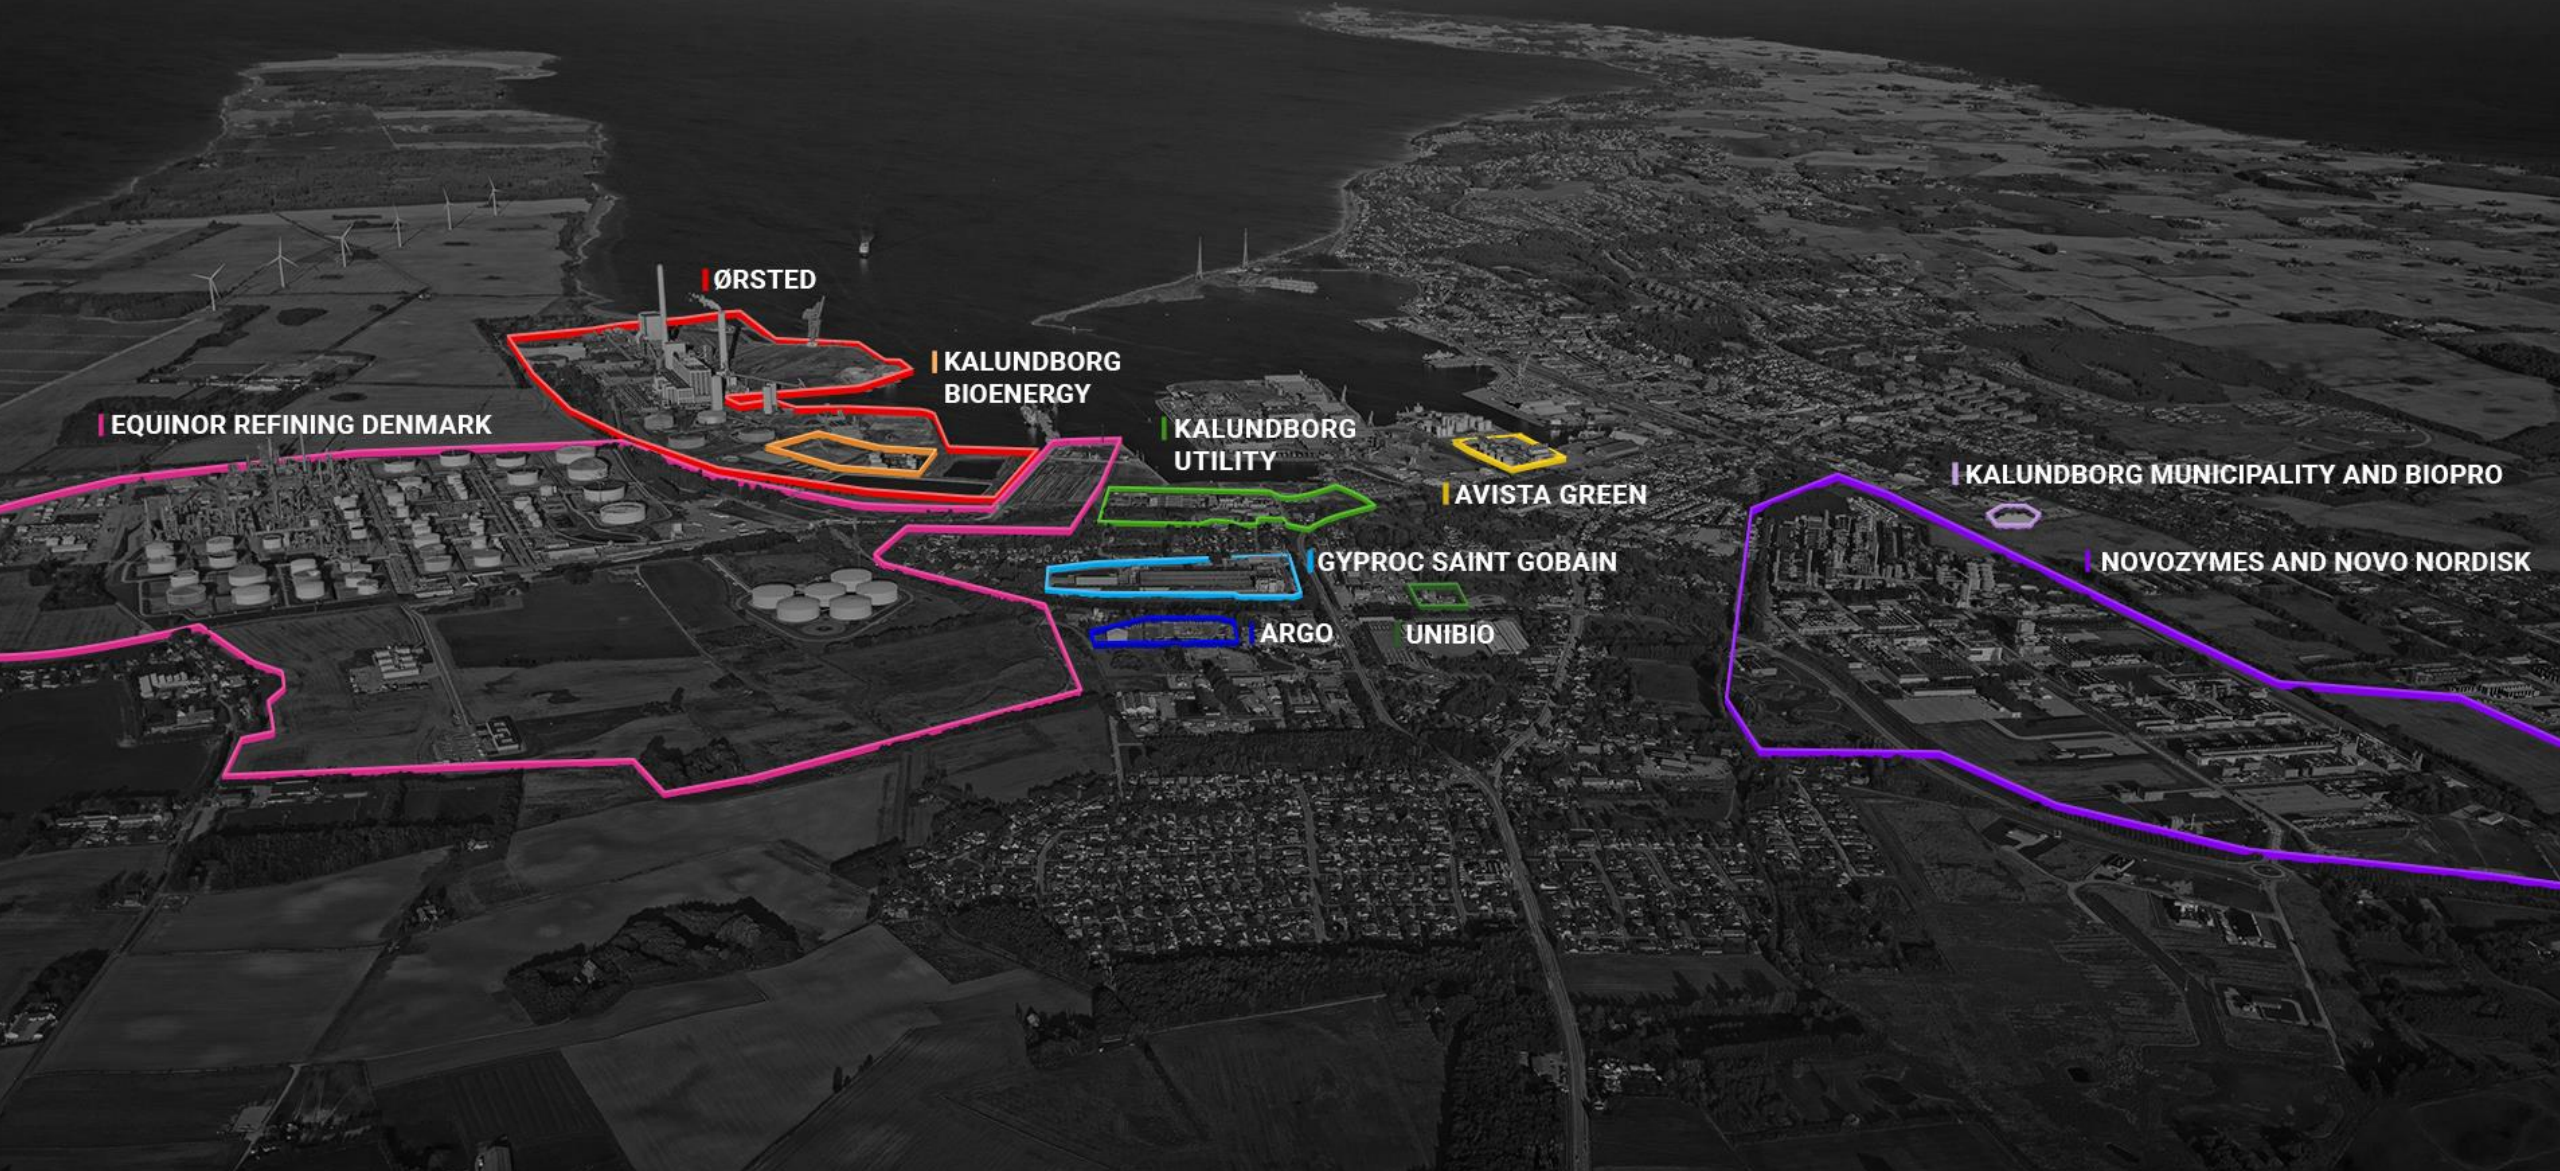 ØRSTED
KALUNDBORG
BIOENERGY
EQUINOR REFINING DENMARK
KALUNDBORG
UTILITY
AVISTA GREEN
KALUNDBORG MUNICIPALITY AND BIOPRO
GYPROC SAINT GOBAIN
NOVOZYMES AND NOVO NORDISK
ARGO
UNIBIO